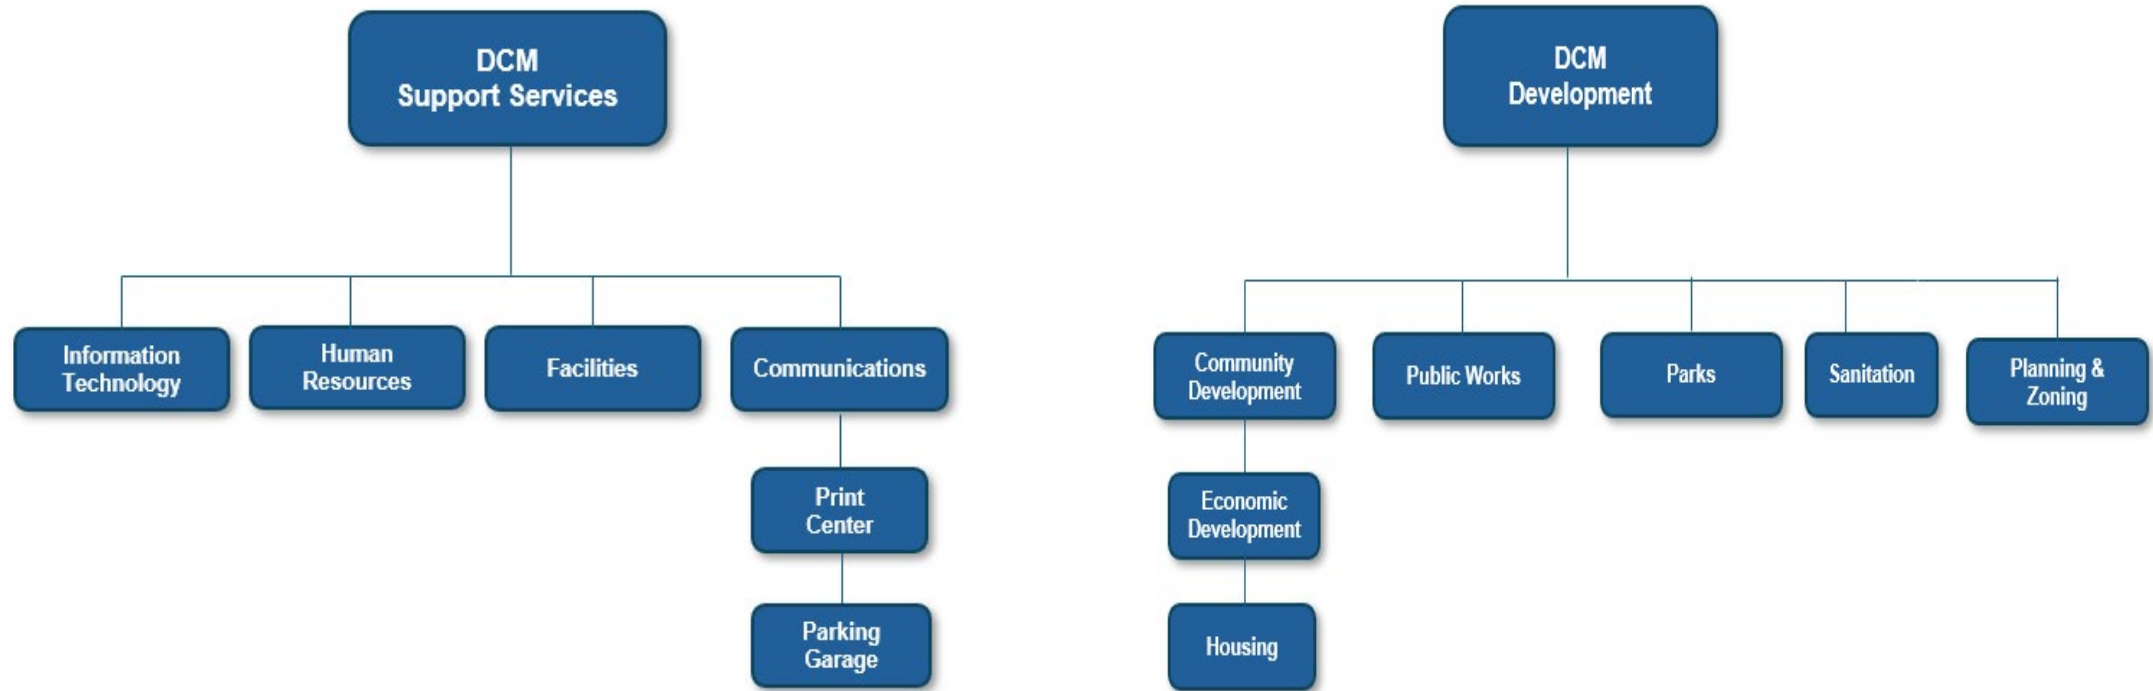 DCM
Support Services
DCM
Development
Information
Technology
Human
Resources
Facilities
Communications
Community
Development
Public Works
Parks
Sanitation
Planning &
Zoning
Print
Center
Economic
Development
Parking
Garage
Housing